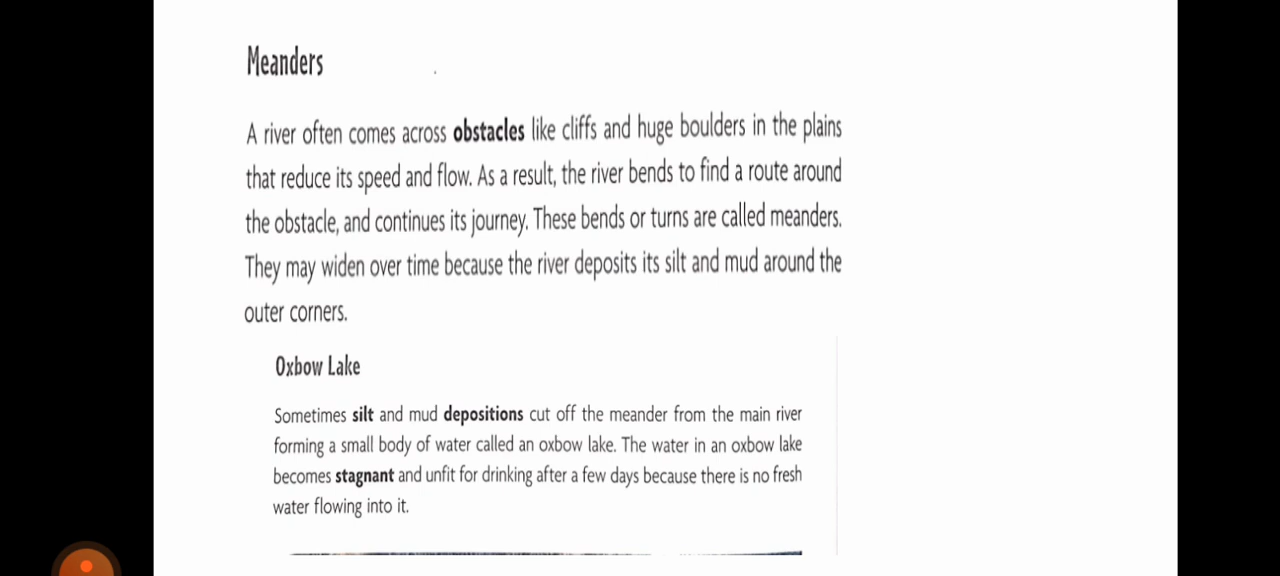 Meanders
A river often comes across obstacles like cliffs and huge boulders in the plains
that reduce its speed and flow. As a result, the river bends to find a route around
the obstacle, and continues its journey. These bends or turns are called meanders.
They may widen over time because the river deposits its silt and mud around the
outer corners.
Oxbow Lake
Sometimes silt and mud depositions cut off the meander from the main river
forming a small body of water called an oxbow lake. The water in an oxbow lake
becomes stagnant and unfit for drinking after a few days because there is no fresh
water flowing into it.